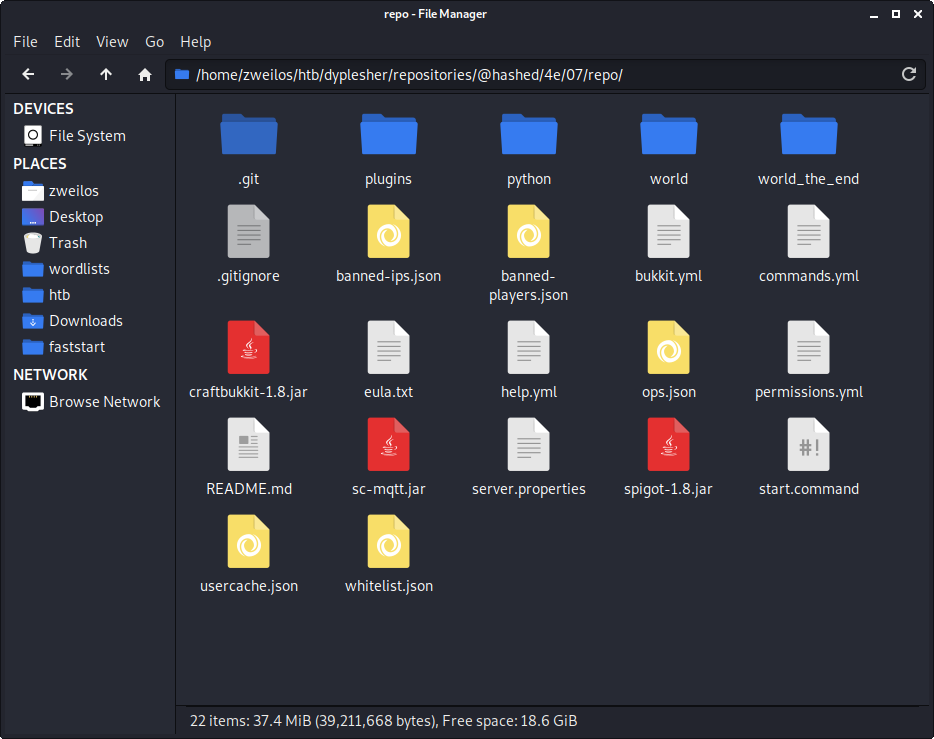 repo - File Manager
File Edit View Go Help
/home/zweilos/htb/dyplesher/repositories/@hashed/4e/07/repo/
DEVICES
File System
PLACES
zweilos
Desktop
Trash
wordlists
htb
Downloads
faststart
NETWORK
Browse Network
.git
plugins
python
world
world_the_end
.gitignore
banned-ips.json
banned-
players.json
bukkit.yml
commands.yml
craftbukkit-1.8.jar
eula.txt
help.yml
ops.json
permissions.yml
README.md
sc-mqtt.jar
server.properties
spigot-1.8.jar
#!
start.command
usercache.json
whitelist.json
22 items: 37.4 MiB (39,211,668 bytes), Free space: 18.6 GiB